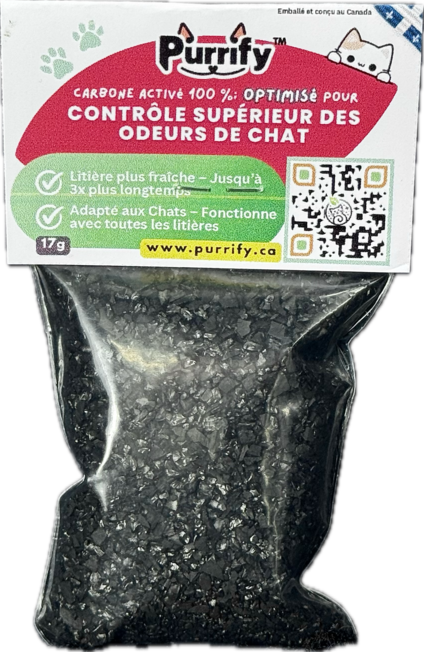 Emballé et conçu au Canada
Purrify™
CARBONE ACTIVÉ 100 %; OPTIMISÉ POUR
CONTRÔLE SUPÉRIEUR DES
ODEURS DE CHAT
Litière plus fraîche – Jusqu'à
3x plus longtemps
Adapté aux Chats – Fonctionne
avec toutes les litières
17g
www.purrify.ca